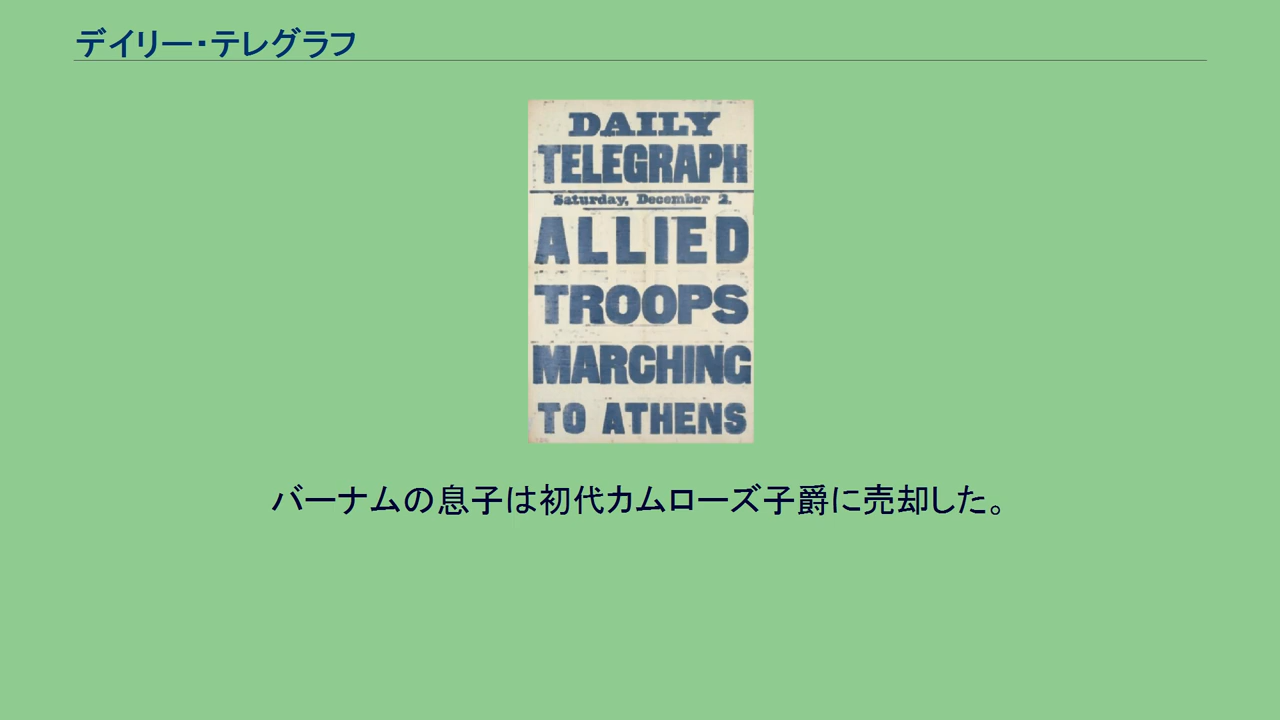 デイリー・テレグラフ
DAILY
TELEGRAPH
Saturday, December 2.
ALLIED
TROOPS
MARCHING
TO ATHENS
バーナムの息子は初代カムローズ子爵に売却した。